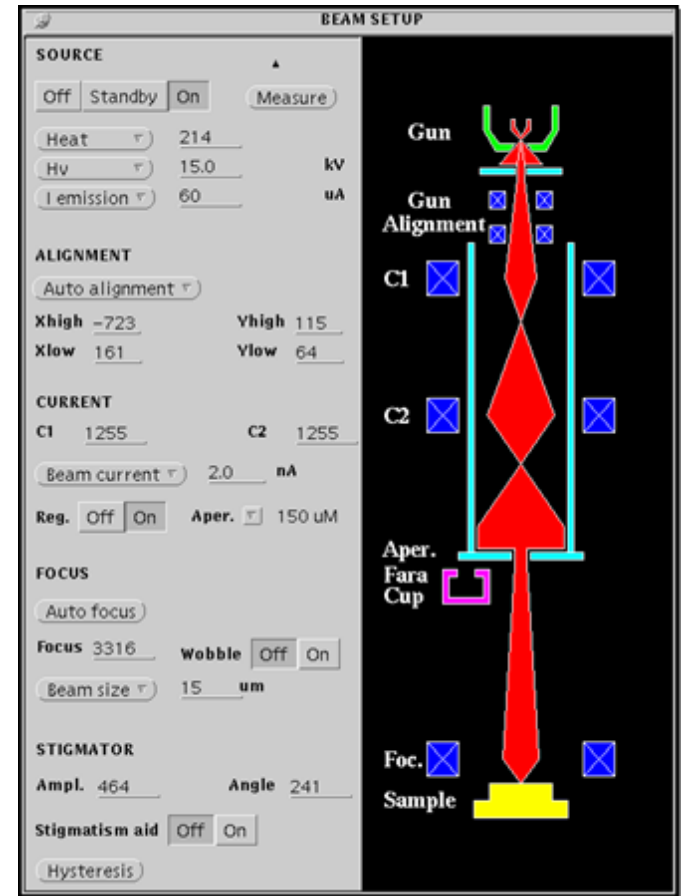 BEAM SETUP
SOURCE
Off Standby On Measure
Heat 214
Hv 15.0 kV
I emission 60 uA
ALIGNMENT
Auto alignment
Xhigh -723 Yhigh 115
Xlow 161 Ylow 64
CURRENT
C1 1255 C2 1255
Beam current 2.0 nA
Reg. Off On Aper. 150 uM
FOCUS
Auto focus
Focus 3316 Wobble Off On
Beam size 15 um
STIGMATOR
Ampl. 464 Angle 241
Stigmatism aid Off On
Hysteresis
Gun
Gun
Alignment
C1
C2
Aper.
Fara
Cup
Foc.
Sample